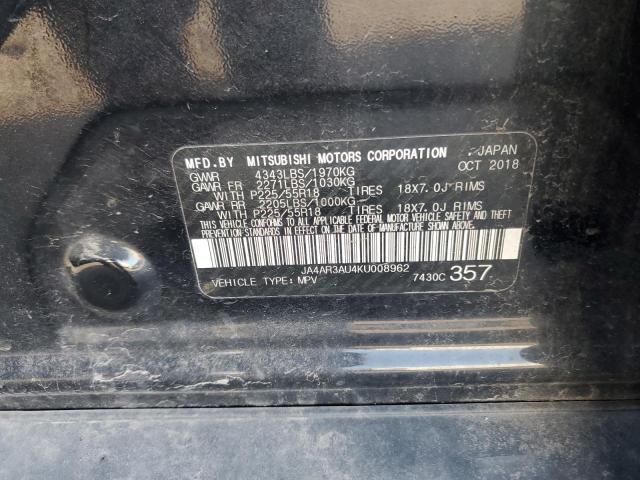 MFD.BY MITSUBISHI MOTORS CORPORATION JAPAN
GVWR 4343LBS/1970KG OCT 2018
GAWR FR 2271LBS/1030KG
WITH P225/55R18 TIRES 18X7.0J RIMS
GAWR RR 2205LBS/1000KG
WITH P225/55R18 TIRES 18X7.0J RIMS
THIS VEHICLE CONFORMS TO ALL APPLICABLE FEDERAL MOTOR VEHICLE SAFETY AND THEFT
PREVENTION STANDARDS IN EFFECT ON THE DATE OF MANUFACTURE SHOWN ABOVE.
JA4AR3AU4KU008962
VEHICLE TYPE:MPV 7430C 357